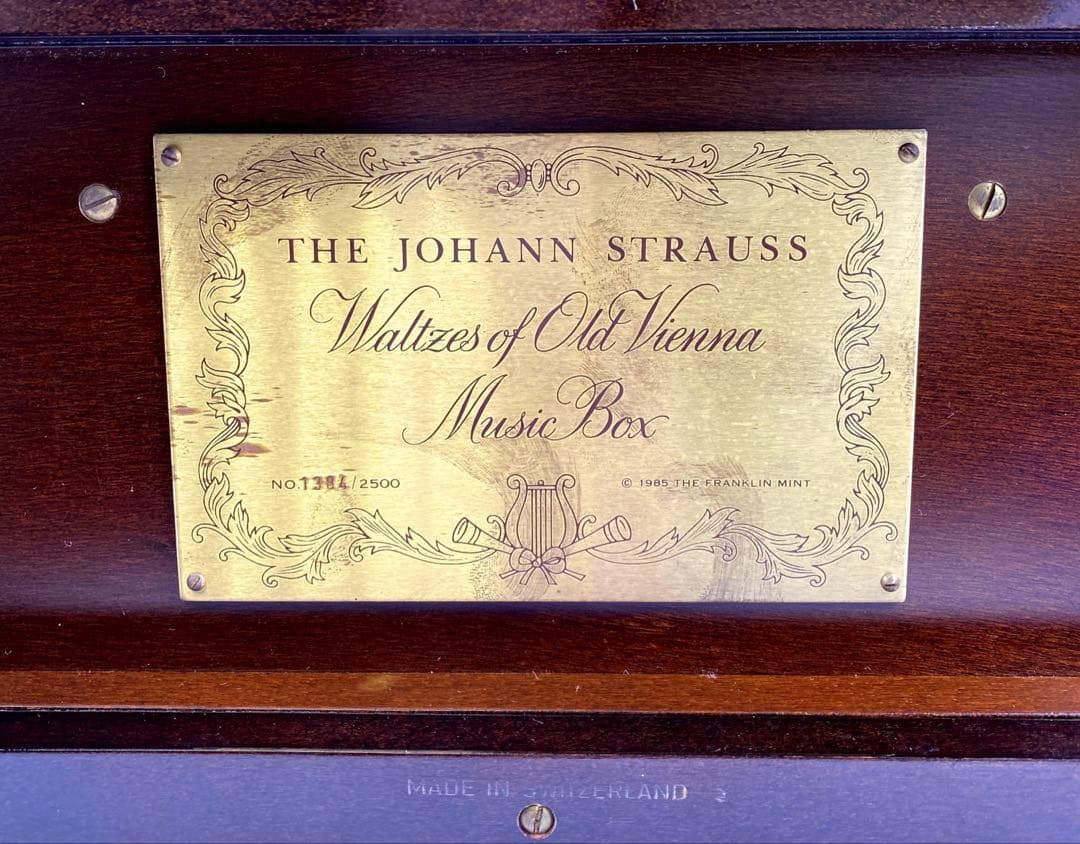 THE JOHANN STRAUSS
Waltzes of Old Vienna
Music Box
NO. 1384/2500
© 1985 THE FRANKLIN MINT
MADE IN SWITZERLAND